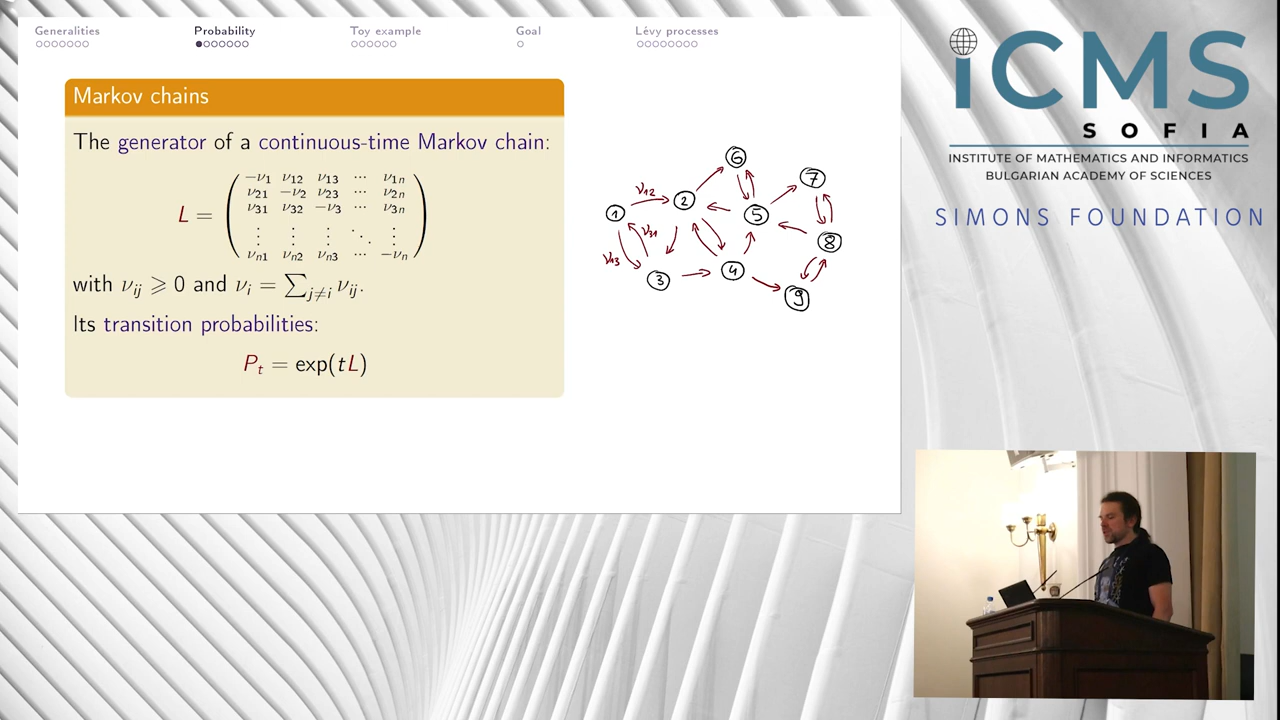 Generalities Probability Toy example Goal Lévy processes
Markov chains
The generator of a continuous-time Markov chain:
L = ( −ν₁ ν₁₂ ν₁₃ ⋯ ν₁ₙ
ν₂₁ −ν₂ ν₂₃ ⋯ ν₂ₙ
ν₃₁ ν₃₂ −ν₃ ⋯ ν₃ₙ
⋮ ⋮ ⋮ ⋱ ⋮
νₙ₁ νₙ₂ νₙ₃ ⋯ −νₙ )
with νᵢⱼ ⩾ 0 and νᵢ = ∑_{j≠i} νᵢⱼ.
Its transition probabilities:
Pₜ = exp(tL)
6
7
ν₁₂
2
1
5
ν₃₁
8
ν₁₃
3
4
9
iCMS
SOFIA
INSTITUTE OF MATHEMATICS AND INFORMATICS
BULGARIAN ACADEMY OF SCIENCES
SIMONS FOUNDATION